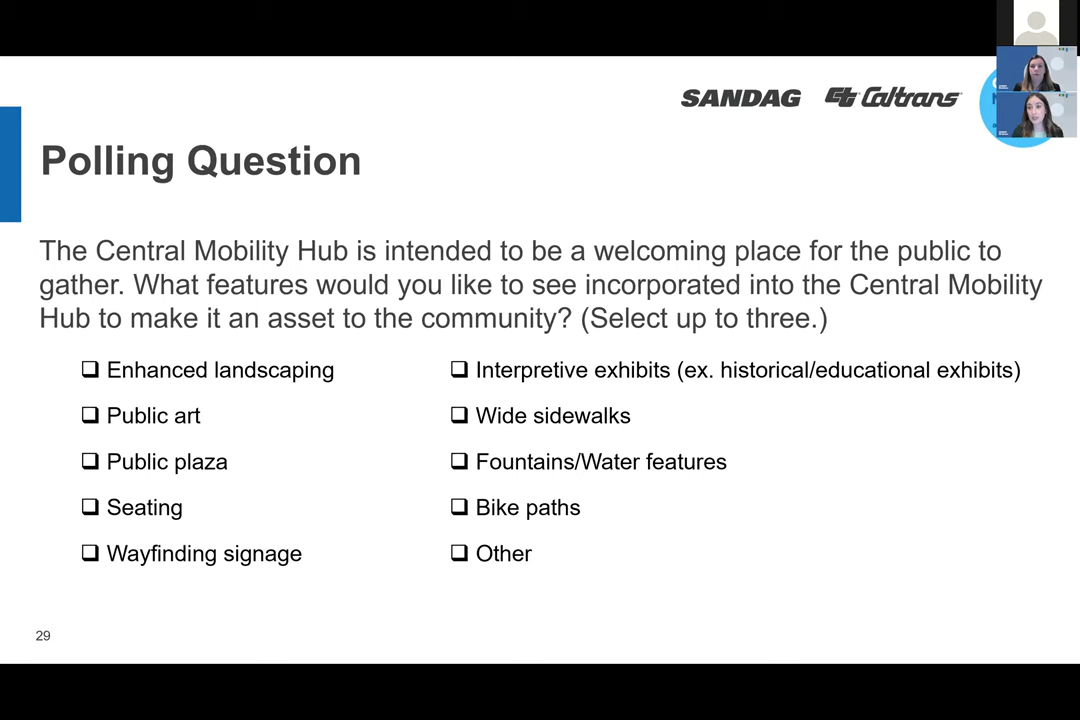 SANDAG Caltrans
Polling Question
The Central Mobility Hub is intended to be a welcoming place for the public to
gather. What features would you like to see incorporated into the Central Mobility
Hub to make it an asset to the community? (Select up to three.)
Enhanced landscaping
Public art
Public plaza
Seating
Wayfinding signage
Interpretive exhibits (ex. historical/educational exhibits)
Wide sidewalks
Fountains/Water features
Bike paths
Other
29